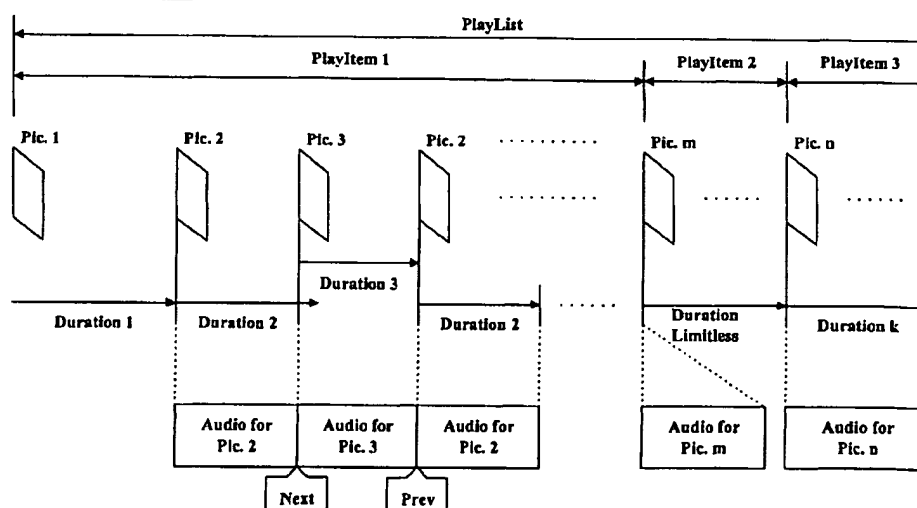 PlayList
PlayItem 1
PlayItem 2
PlayItem 3
Pic. 1
Pic. 2
Pic. 3
Pic. 2
Pic. m
Pic. n
Duration 3
Duration 1
Duration 2
Duration 2
Duration
Limitless
Duration k
Audio for
Pic. 2
Audio for
Pic. 3
Audio for
Pic. 2
Audio for
Pic. m
Audio for
Pic. n
Next
Prev